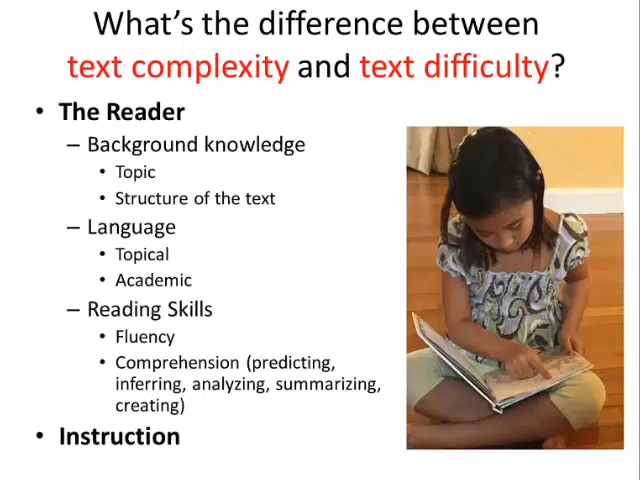 What's the difference between
text complexity and text difficulty?
• The Reader
– Background knowledge
• Topic
• Structure of the text
– Language
• Topical
• Academic
– Reading Skills
• Fluency
• Comprehension (predicting,
inferring, analyzing, summarizing,
creating)
• Instruction